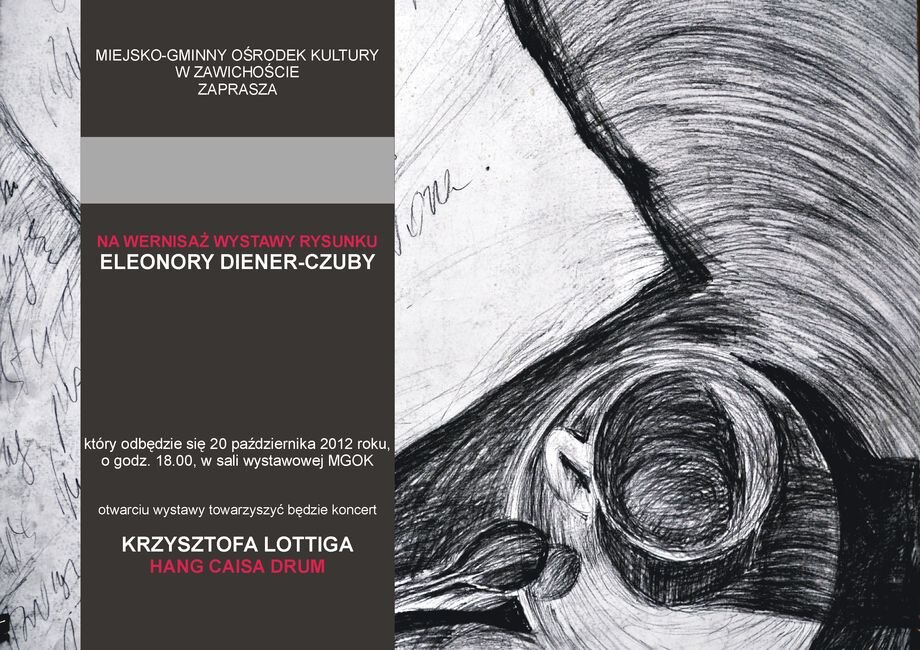 MIEJSKO-GMINNY OŚRODEK KULTURY
W ZAWICHOŚCIE
ZAPRASZA
NA WERNISAŻ WYSTAWY RYSUNKU
ELEONORY DIENER-CZUBY
który odbędzie się 20 października 2012 roku,
o godz. 18.00, w sali wystawowej MGOK
otwarciu wystawy towarzyszyć będzie koncert
KRZYSZTOFA LOTTIGA
HANG CAISA DRUM